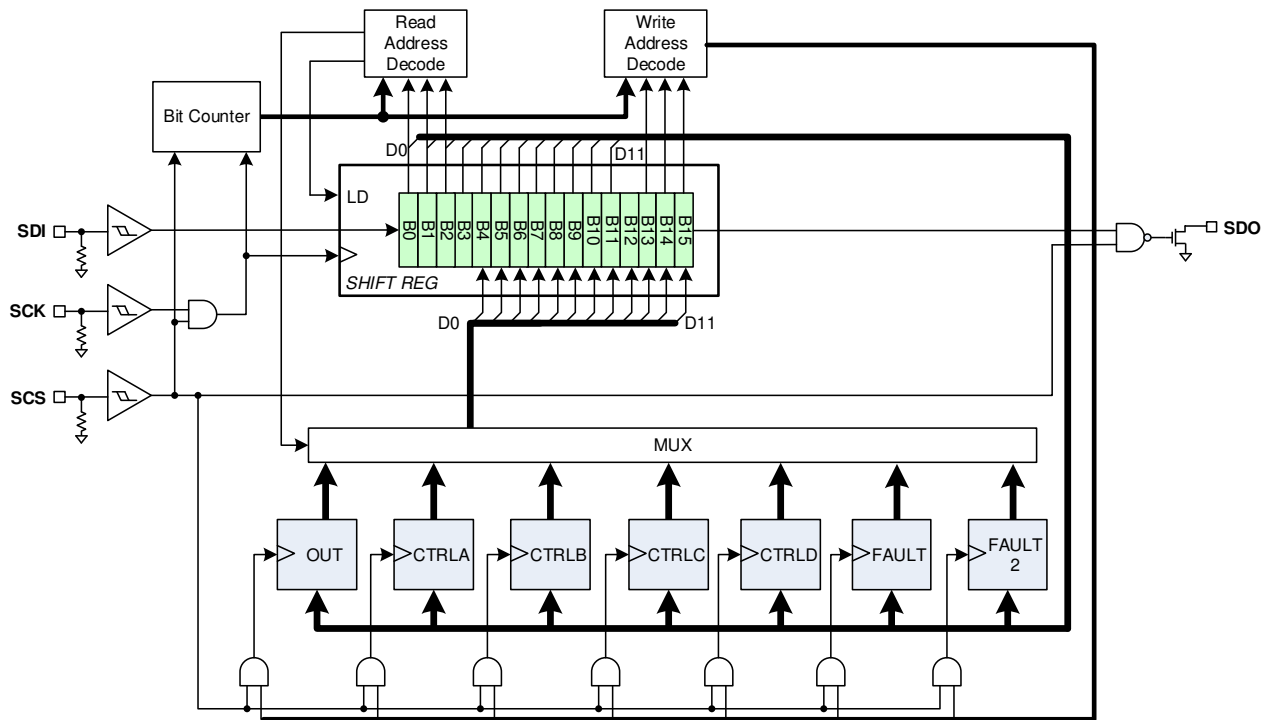 Read
Address
Decode
Write
Address
Decode
Bit Counter
D0
D11
LD
SDI
B0
B1
B2
B3
B4
B5
B6
B7
B8
B9
B10
B11
B12
B13
B14
B15
SDO
SHIFT REG
SCK
D0
D11
SCS
MUX
OUT
CTRLA
CTRLB
CTRLC
CTRLD
FAULT
FAULT
2